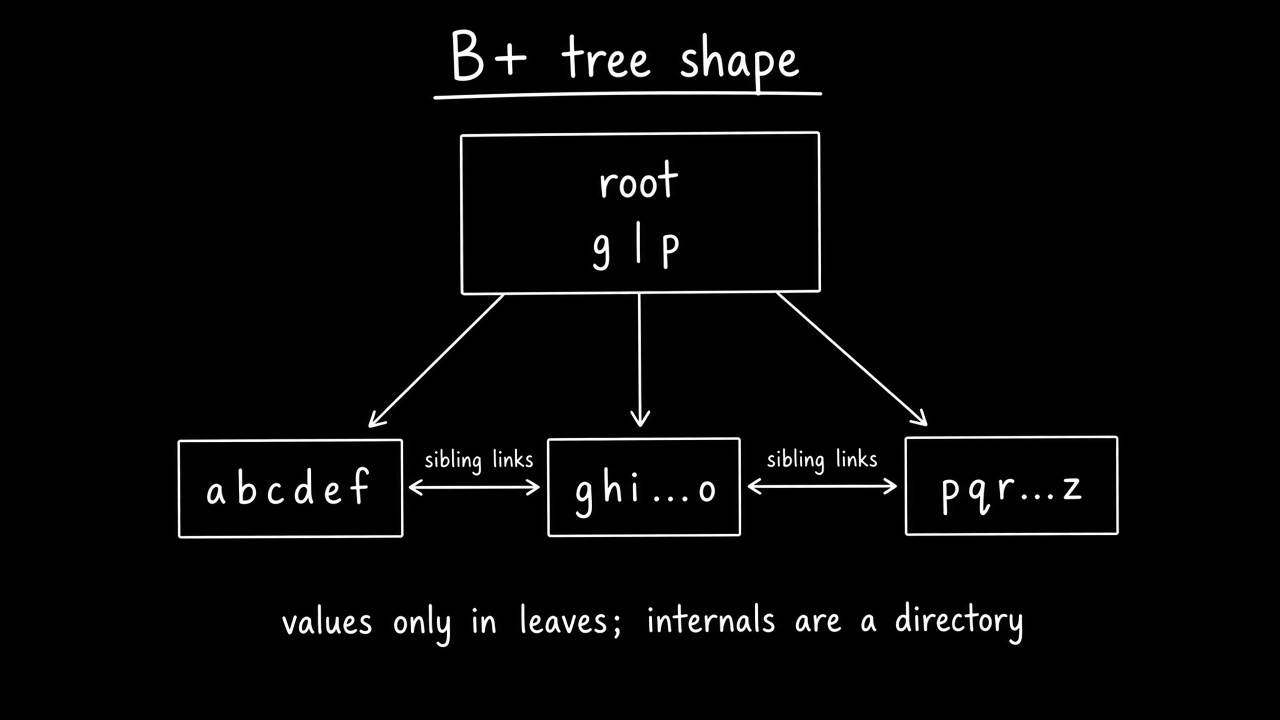 B+ tree shape
root
g | p
sibling links
sibling links
a b c d e f
g h i ... o
p q r ... z
values only in leaves; internals are a directory